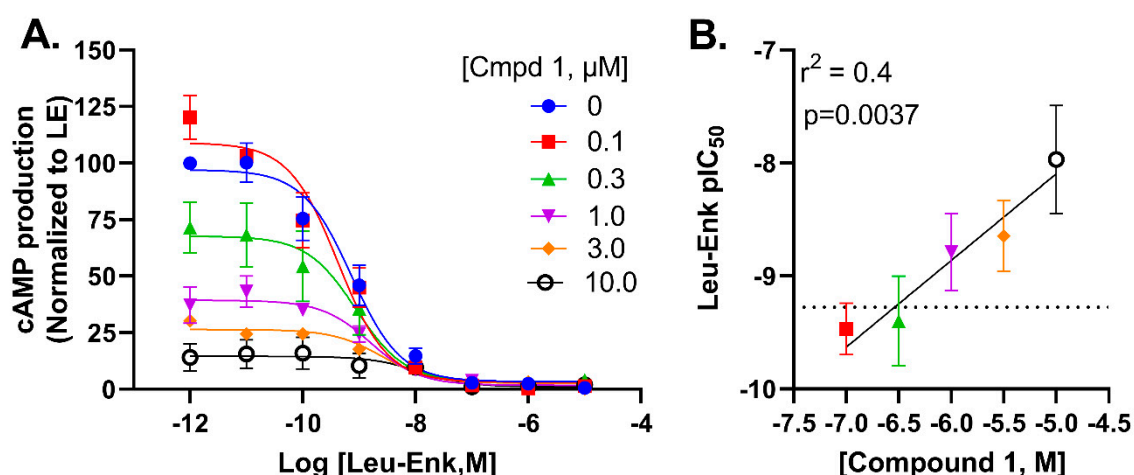 A.
150
125
100
75
50
25
0
cAMP production
(Normalized to LE)
-12
-10
-8
-6
-4
Log [Leu-Enk,M]
[Cmpd 1, µM]
0
0.1
0.3
1.0
3.0
10.0
B.
-7
-8
-9
-10
Leu-Enk pIC50
r2 = 0.4
p=0.0037
-7.5 -7.0 -6.5 -6.0 -5.5 -5.0 -4.5
[Compound 1, M]